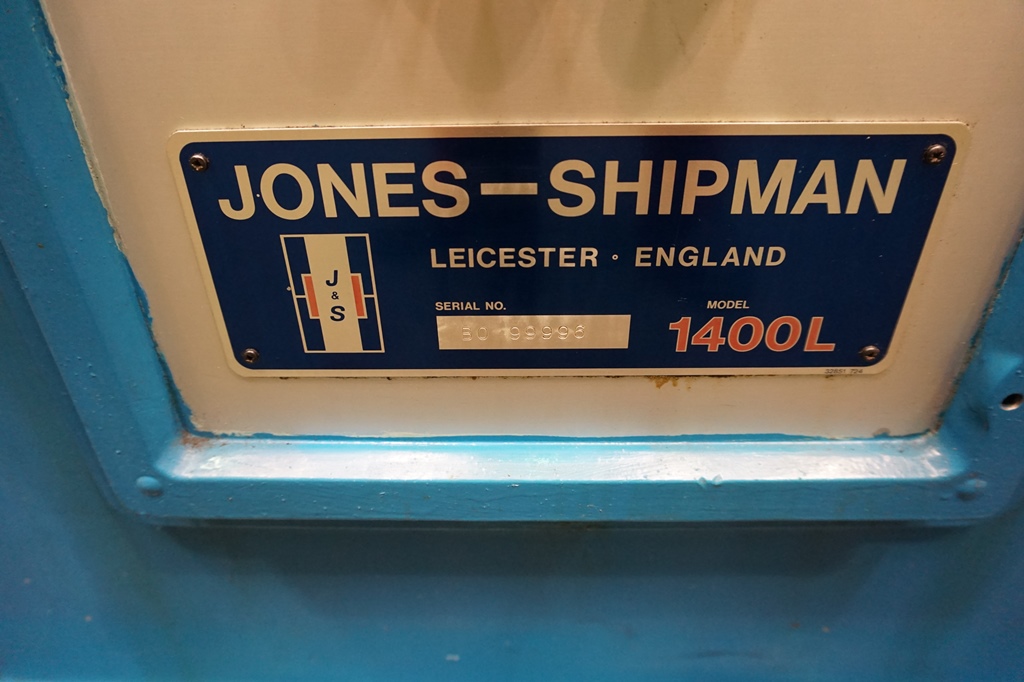 JONES—SHIPMAN
LEICESTER ◦ ENGLAND
J
&
S
SERIAL NO.
MODEL
1400L